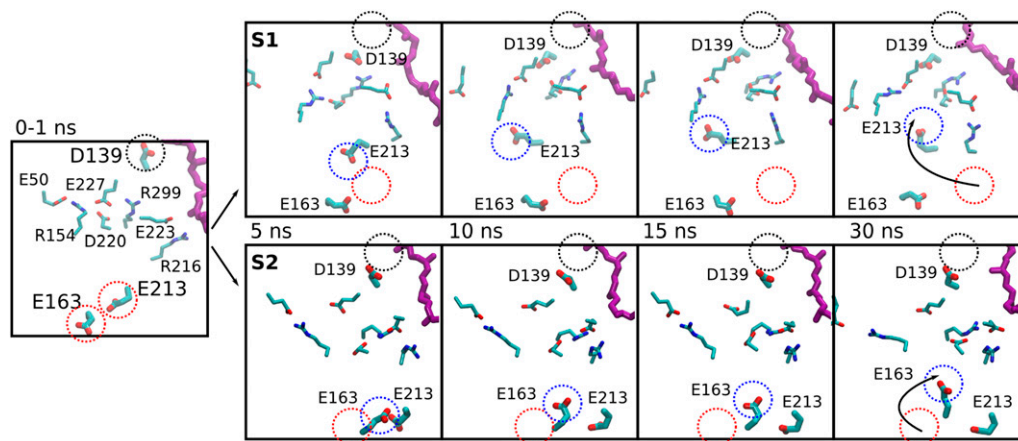 0-1 ns
D139
E50
E227
R299
R154
D220
E223
R216
E163
E213
S1
D139
E213
E163
D139
E213
E163
D139
E213
E163
D139
E213
E163
5 ns
10 ns
15 ns
30 ns
S2
D139
E163
E213
D139
E163
E213
D139
E163
E213
D139
E163
E213